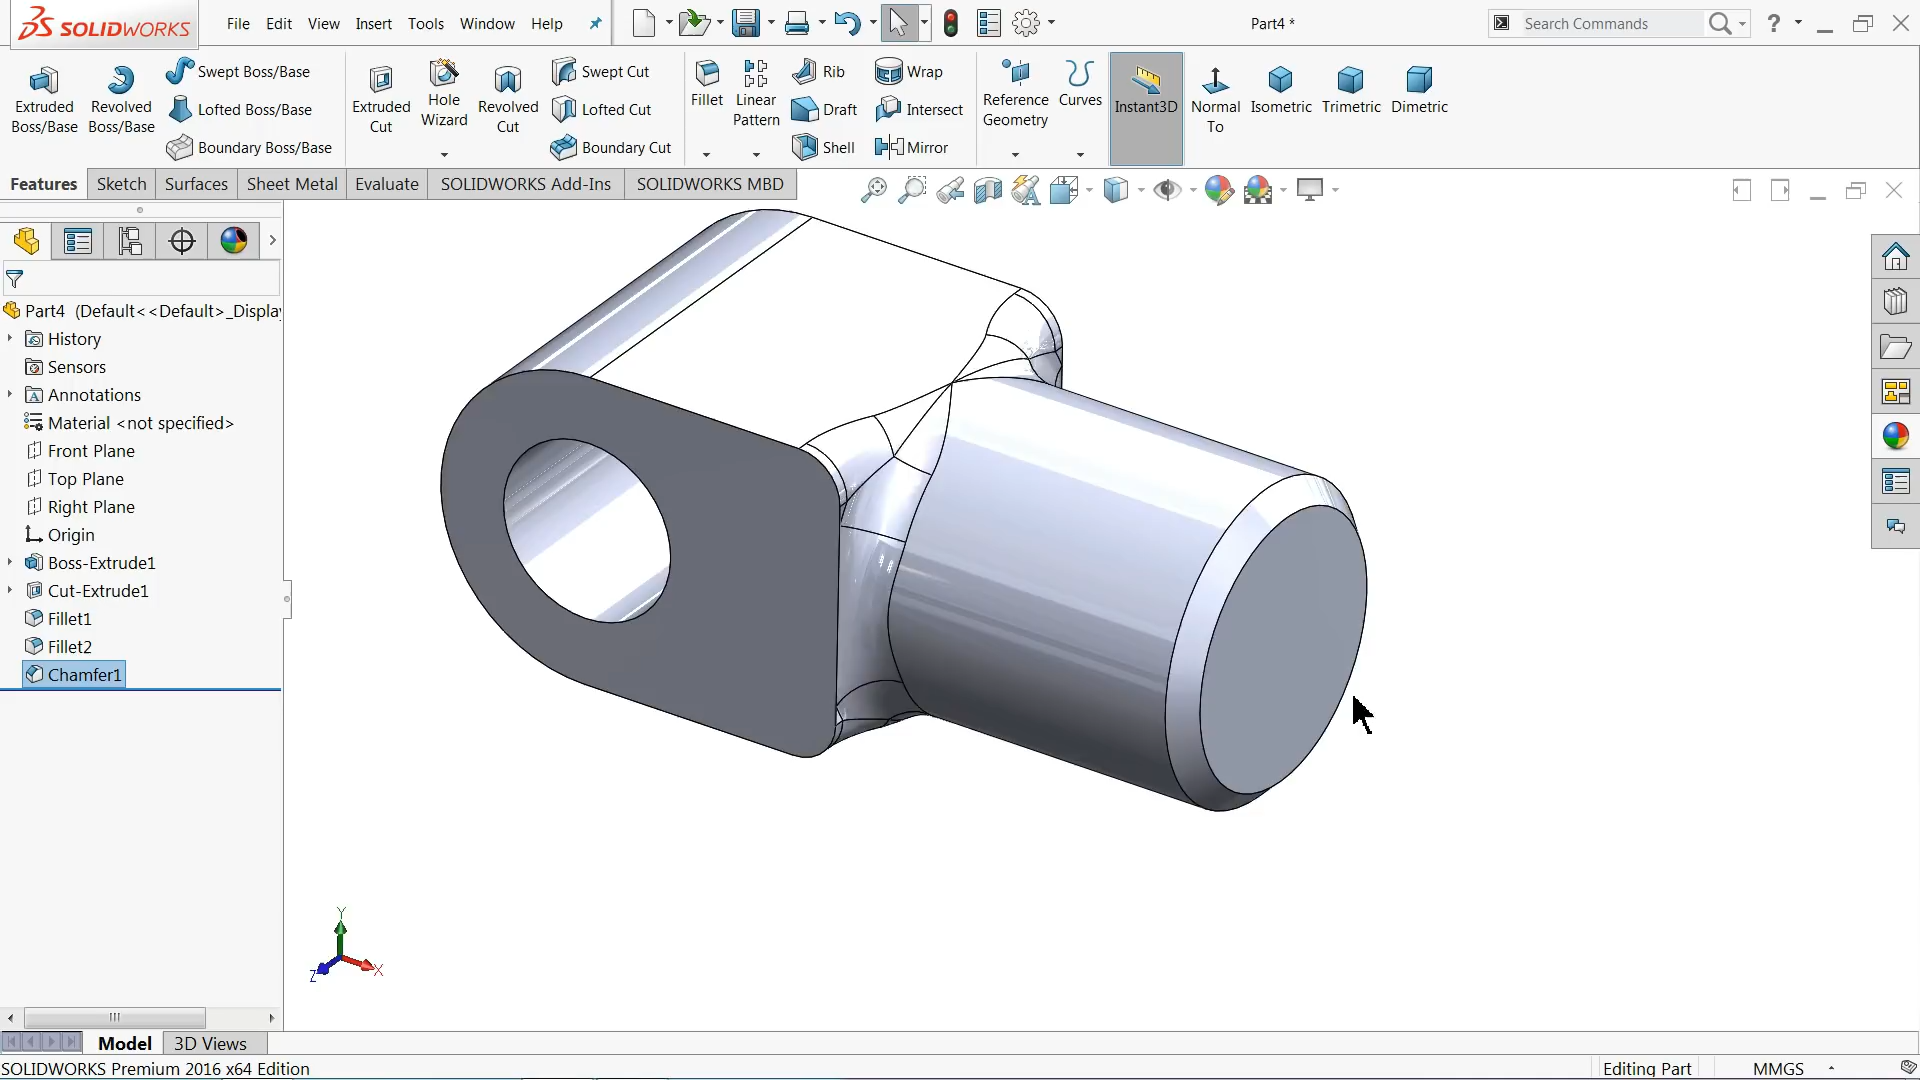 SOLIDWORKS File Edit View Insert Tools Window Help Part4 * Search Commands ?
Extruded Boss/Base
Revolved Boss/Base
Swept Boss/Base
Lofted Boss/Base
Boundary Boss/Base
Extruded Cut
Hole Wizard
Revolved Cut
Swept Cut
Lofted Cut
Boundary Cut
Fillet
Linear Pattern
Rib
Draft
Shell
Wrap
Intersect
Mirror
Reference Geometry
Curves
Instant3D
Normal To
Isometric
Trimetric
Dimetric
Features Sketch Surfaces Sheet Metal Evaluate SOLIDWORKS Add-Ins SOLIDWORKS MBD
Part4 (Default<<Default>_Displa
History
Sensors
Annotations
Material <not specified>
Front Plane
Top Plane
Right Plane
Origin
Boss-Extrude1
Cut-Extrude1
Fillet1
Fillet2
Chamfer1
Y
X
Z
Model 3D Views
SOLIDWORKS Premium 2016 x64 Edition Editing Part MMGS